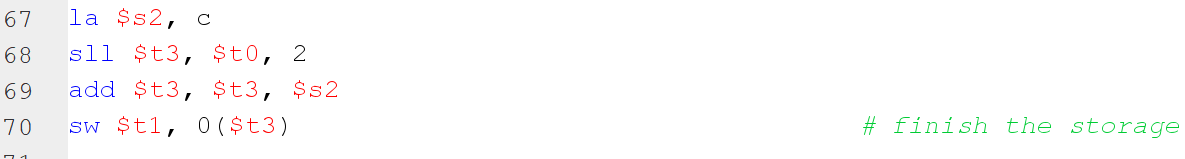 67 la $s2, c
68 sll $t3, $t0, 2
69 add $t3, $t3, $s2
70 sw $t1, 0($t3) # finish the storage